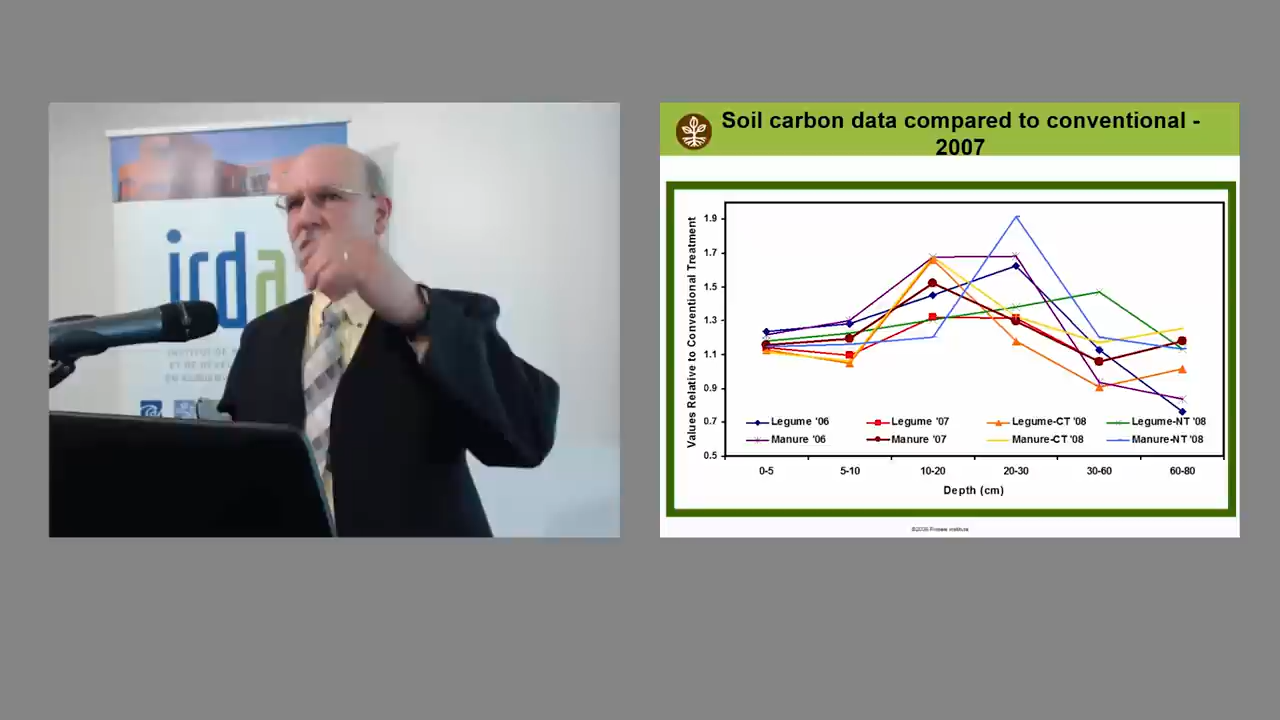 irda
Soil carbon data compared to conventional -
2007
Values Relative to Conventional Treatment
1.9
1.7
1.5
1.3
1.1
0.9
0.7
0.5
Legume '06
Legume '07
Legume-CT '08
Legume-NT '08
Manure '06
Manure '07
Manure-CT '08
Manure-NT '08
0-5
5-10
10-20
20-30
30-60
60-80
Depth (cm)